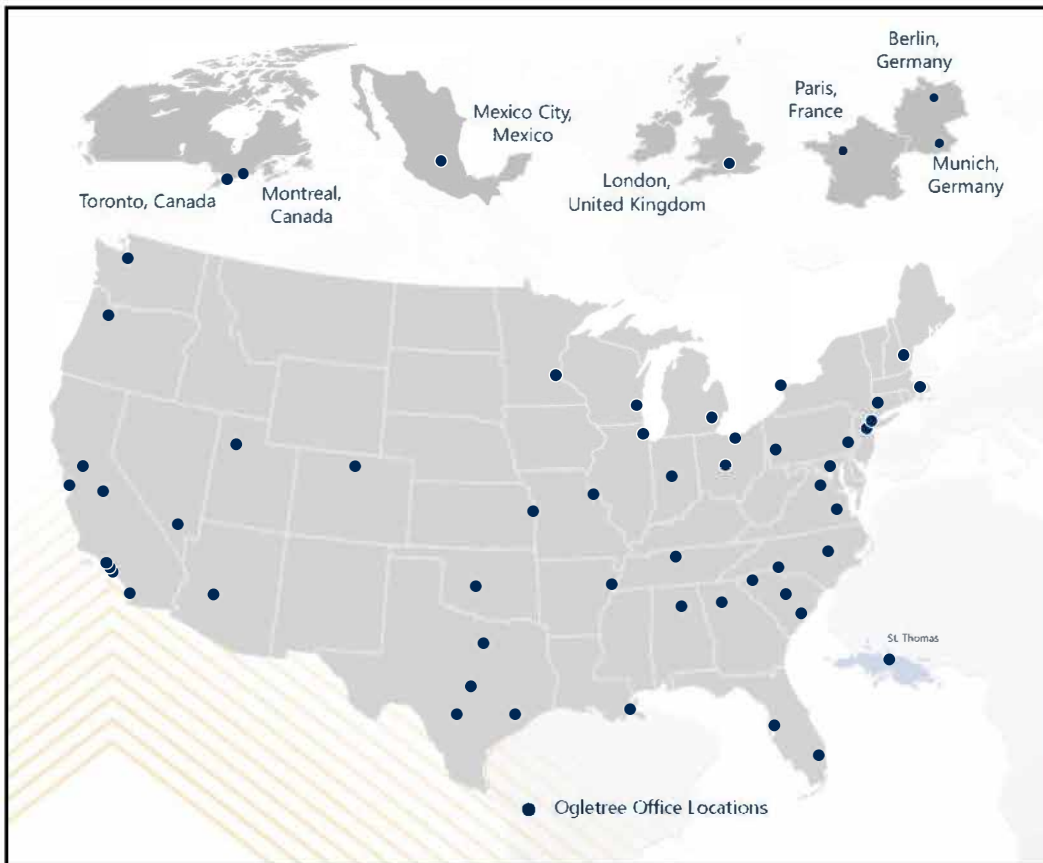 Berlin,
Germany
Paris,
France
Mexico City,
Mexico
Munich,
Germany
London,
United Kingdom
Toronto, Canada
Montreal,
Canada
St. Thomas
Ogletree Office Locations